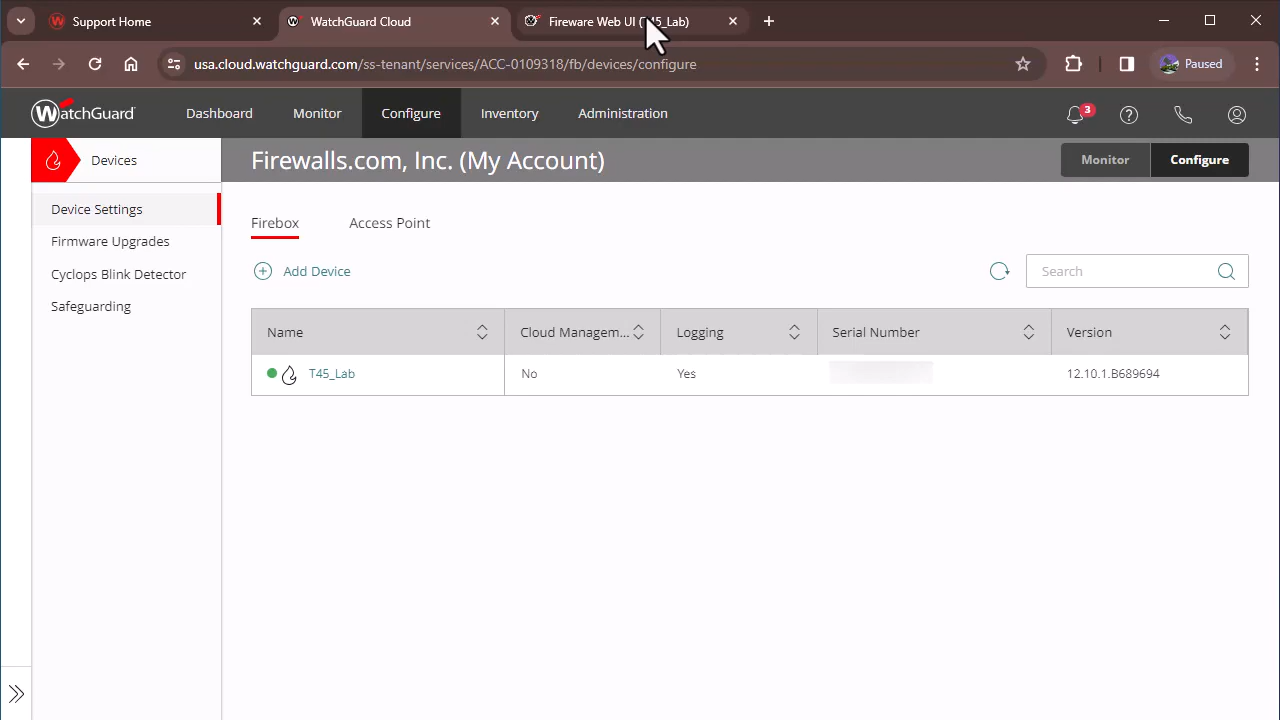 Support Home
WatchGuard Cloud
Fireware Web UI (T45_Lab)
usa.cloud.watchguard.com/ss-tenant/services/ACC-0109318/fb/devices/configure
Paused
WatchGuard
Dashboard
Monitor
Configure
Inventory
Administration
3
Devices
Firewalls.com, Inc. (My Account)
Monitor
Configure
Device Settings
Firmware Upgrades
Cyclops Blink Detector
Safeguarding
Firebox
Access Point
Add Device
Search
Name
Cloud Managem...
Logging
Serial Number
Version
T45_Lab
No
Yes
12.10.1.B689694